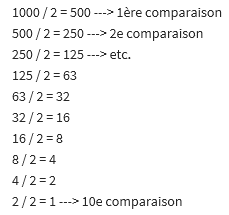 1000 / 2 = 500 ---> 1ère comparaison
500 / 2 = 250 ---> 2e comparaison
250 / 2 = 125 ---> etc.
125 / 2 = 63
63 / 2 = 32
32 / 2 = 16
16 / 2 = 8
8 / 2 = 4
4 / 2 = 2
2 / 2 = 1 ---> 10e comparaison